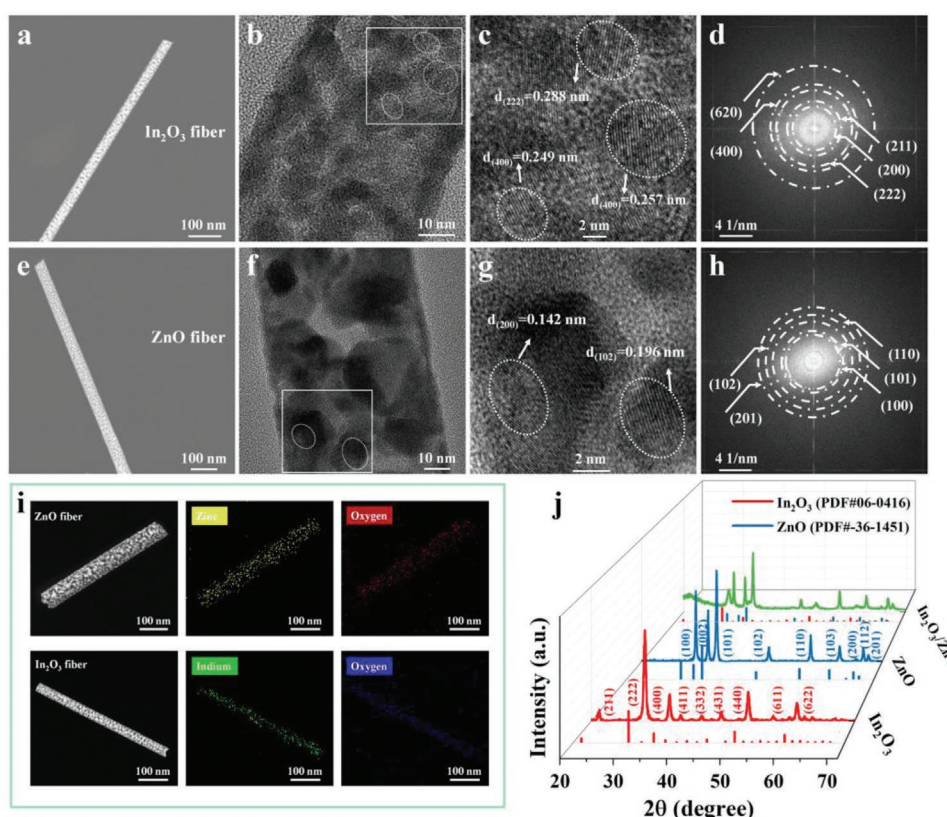 a
In₂O₃ fiber
100 nm
b
10 nm
c
d(222)=0.288 nm
d(400)=0.249 nm
d(400)=0.257 nm
2 nm
d
(620)
(400)
(211)
(200)
(222)
4 1/nm
e
ZnO fiber
100 nm
f
10 nm
g
d(200)=0.142 nm
d(102)=0.196 nm
2 nm
h
(102)
(201)
(110)
(101)
(100)
4 1/nm
i
ZnO fiber
100 nm
Zinc
100 nm
Oxygen
100 nm
In₂O₃ fiber
100 nm
Indium
100 nm
Oxygen
100 nm
j
In₂O₃ (PDF#06-0416)
ZnO (PDF#-36-1451)
Intensity (a.u.)
(100)
(002)
(101)
(102)
(110)
(103)
(200)
(112)
(201)
(211)
(222)
(400)
(411)
(332)
(431)
(440)
(611)
(622)
In₂O₃/Zn
ZnO
In₂O₃
20
30
40
50
60
70
2θ (degree)